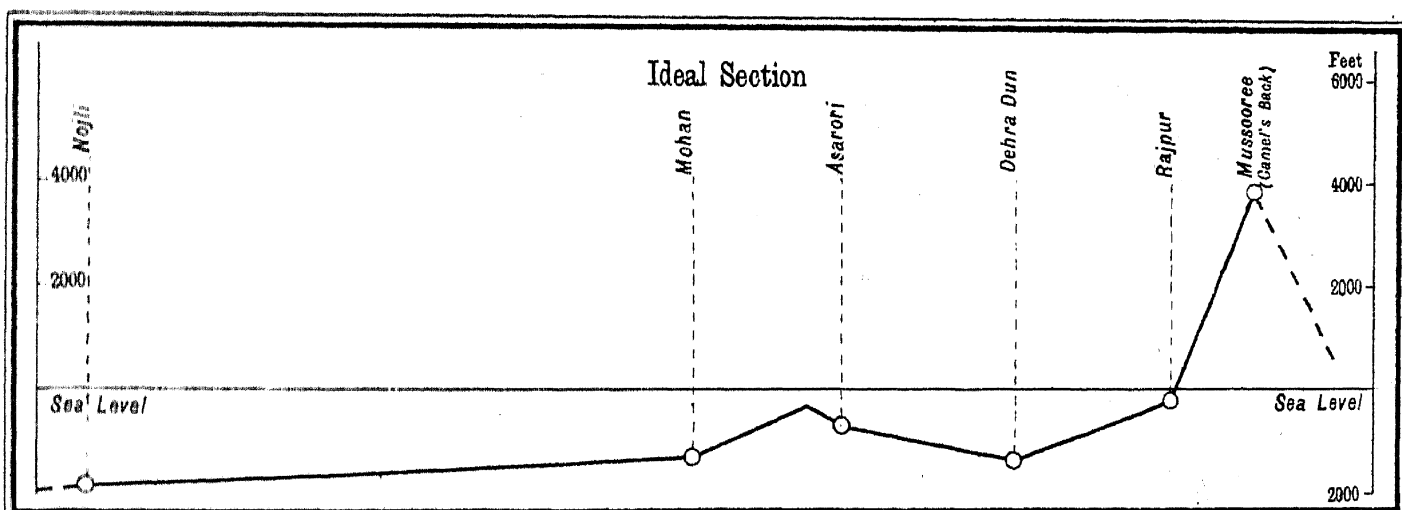 Ideal Section
Feet
6000
Nojli
Mohan
Asarori
Dehra Dun
Rajpur
Mussooree
(Camel's Back)
4000
4000
2000
2000
Sea Level
Sea Level
2000